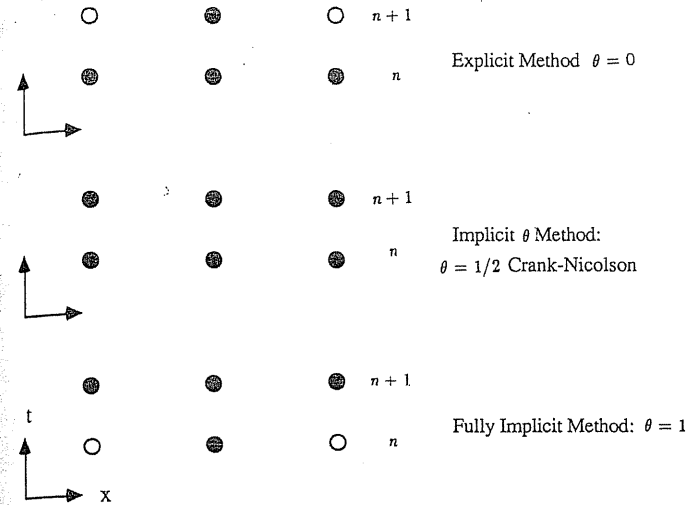 n + 1
Explicit Method θ = 0
n
n + 1
Implicit θ Method:
n
θ = 1/2 Crank-Nicolson
n + 1
t
Fully Implicit Method: θ = 1
n
x